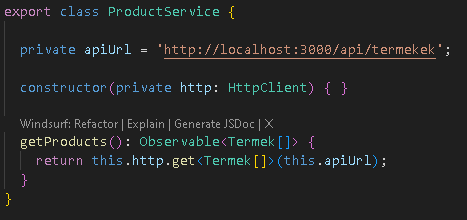 export class ProductService {
private apiUrl = 'http://localhost:3000/api/termekek';
constructor(private http: HttpClient) { }
Windsurf: Refactor | Explain | Generate JSDoc | X
getProducts(): Observable<Termek[]> {
return this.http.get<Termek[]>(this.apiUrl);
}
}